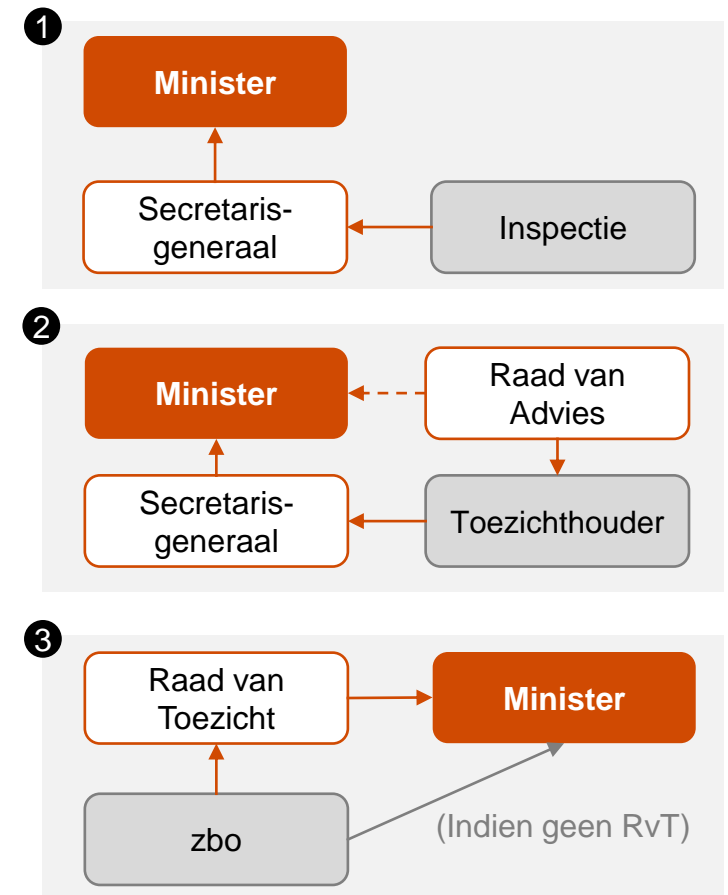 1
Minister
Secretaris-
generaal
Inspectie
2
Minister
Raad van
Advies
Secretaris-
generaal
Toezichthouder
3
Raad van
Toezicht
Minister
zbo
(Indien geen RvT)